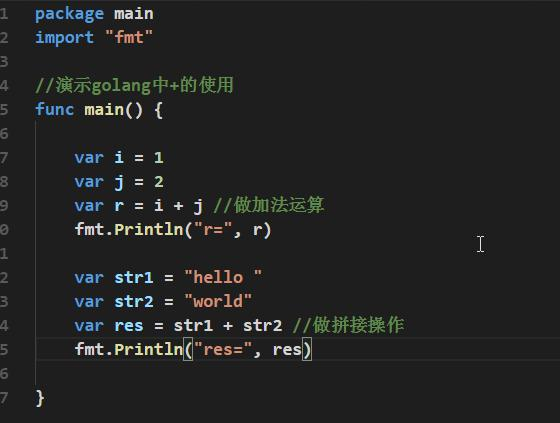 1 package main
2 import "fmt"
3
4 //演示golang中+的使用
5 func main() {
6
7 var i = 1
8 var j = 2
9 var r = i + j //做加法运算
0 fmt.Println("r=", r)
1
2 var str1 = "hello "
3 var str2 = "world"
4 var res = str1 + str2 //做拼接操作
5 fmt.Println("res=", res)
6
7 }